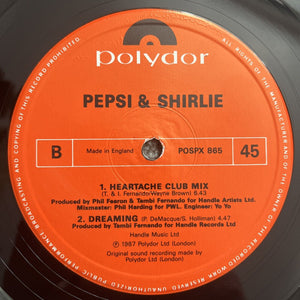 polydor
PEPSI & SHIRLIE
B
Made in England
POSPX 865
45
1. HEARTACHE CLUB MIX
(T. & I. Fernando-Wayne Brown) 6.43
Produced by Phil Fearon & Tambi Fernando for Handle Artists Ltd.
Mixmaster: Phil Harding for PWL. Engineer: Yo Yo
2. DREAMING (P. DeMacque/S. Holliman) 4.47
Produced by Tambi Fernando for Handle Records Ltd
Handle Music Ltd
℗ 1987 Polydor Ltd (London)
Original sound recording made by
Polydor Ltd. (London)
UNAUTHORIZED PUBLIC PERFORMANCE BROADCASTING AND COPYING OF THIS RECORD PROHIBITED
ALL RIGHTS OF THE MANUFACTURER AND OF THE OWNER OF THE RECORDED WORK RESERVED